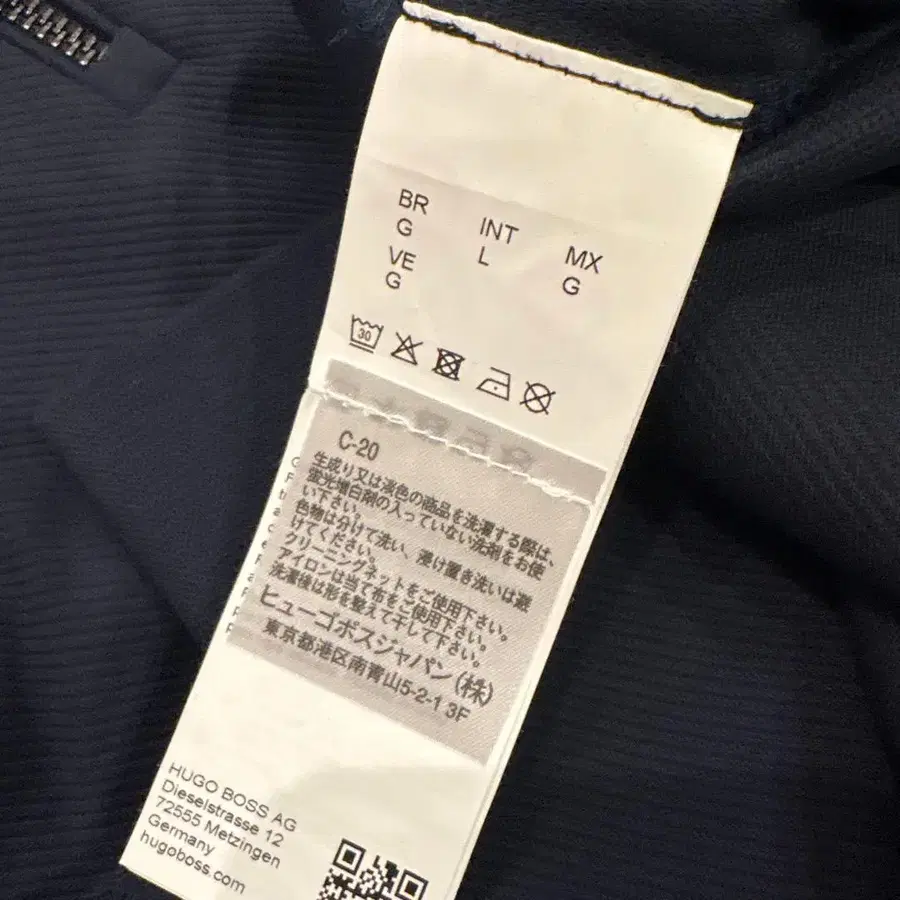 BR INT MX
G L G
VE
G
30
C-20
生成り又は淡色の商品を洗濯する際は、
蛍光増白剤の入っていない洗剤をお使
い下さい。
色物は分けて洗い、浸け置き洗いは避
けてください。
クリーニングネットをご使用下さい。
アイロンは当て布をご使用下さい。
洗濯後は形を整えて干して下さい。
ヒューゴボスジャパン(株)
東京都港区南青山5-2-1 3F
HUGO BOSS AG
Dieselstrasse 12
72555 Metzingen
Germany
hugoboss.com